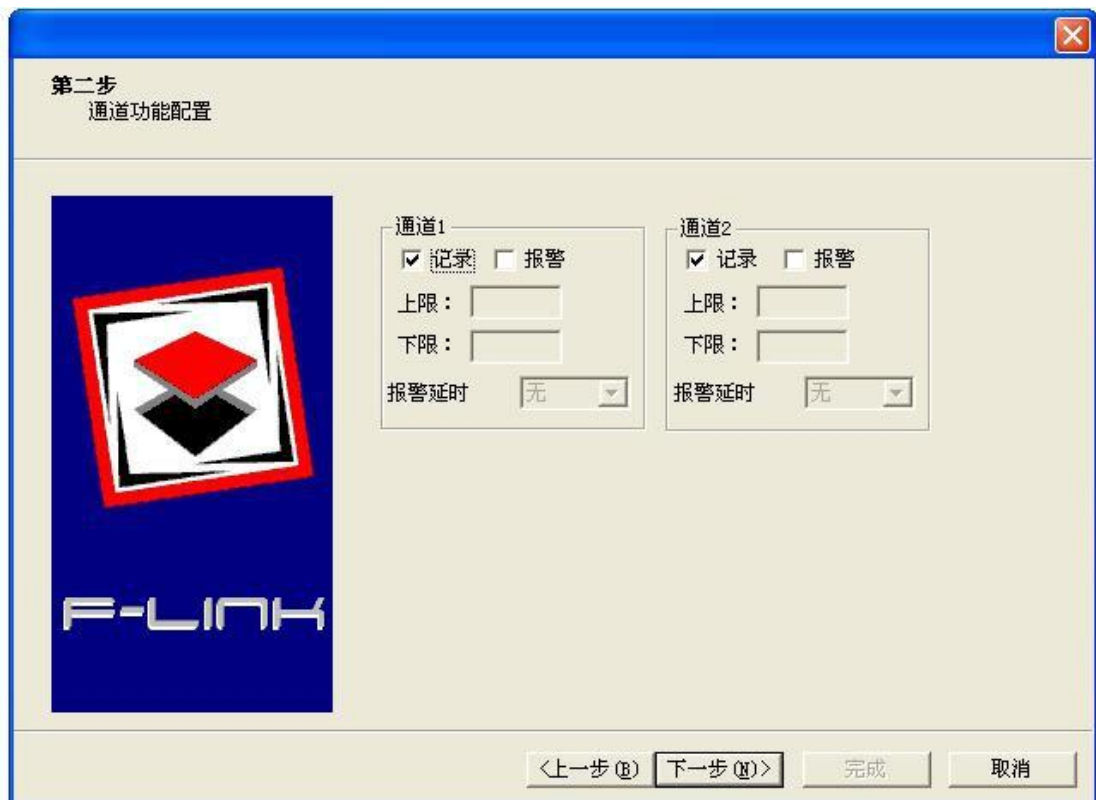 第二步
通道功能配置
通道1
记录 报警
上限：
下限：
报警延时 无
通道2
记录 报警
上限：
下限：
报警延时 无
F-LINK
<上一步(B) 下一步(N)> 完成 取消